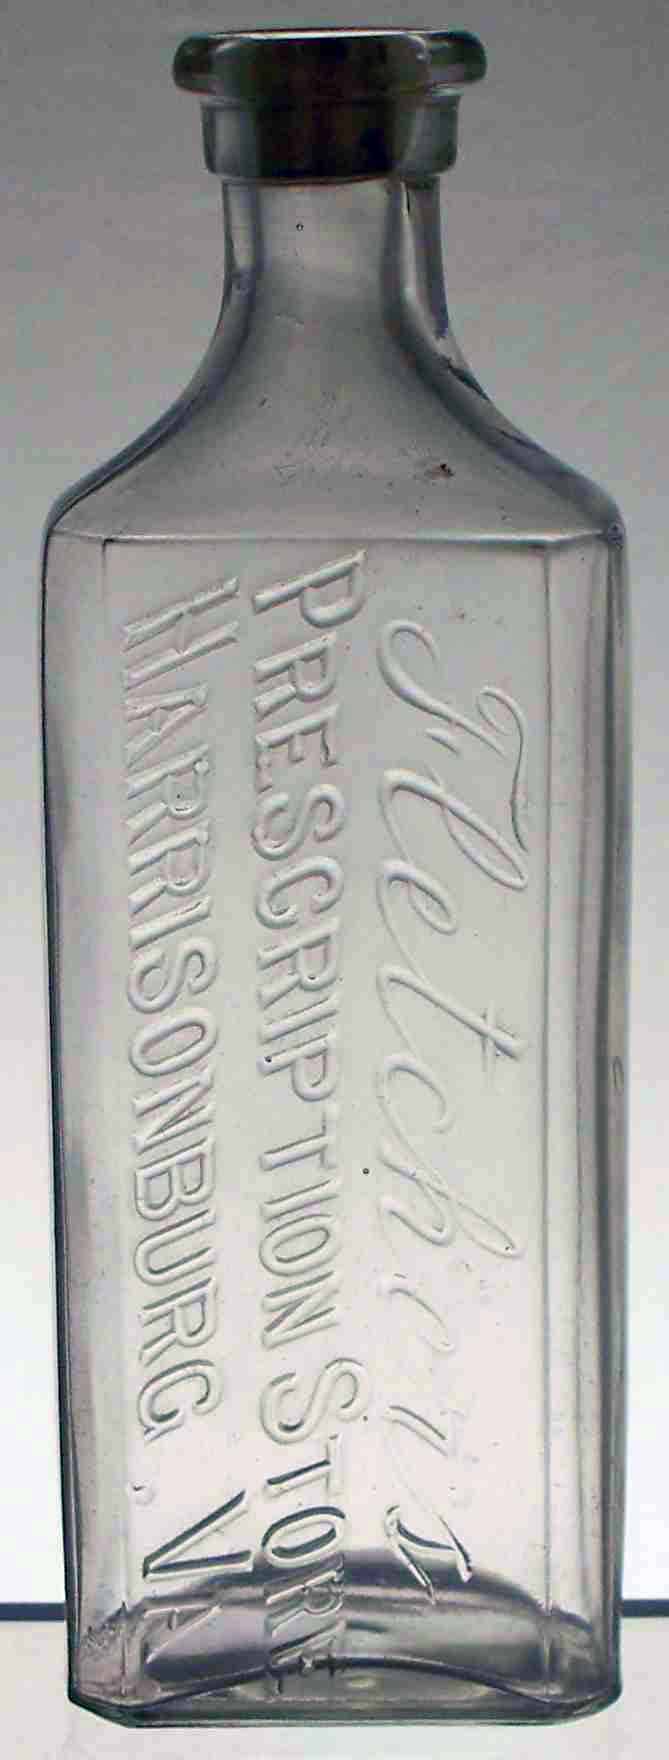 Fletcher's
PRESCRIPTION STORE
HARRISONBURG, VA